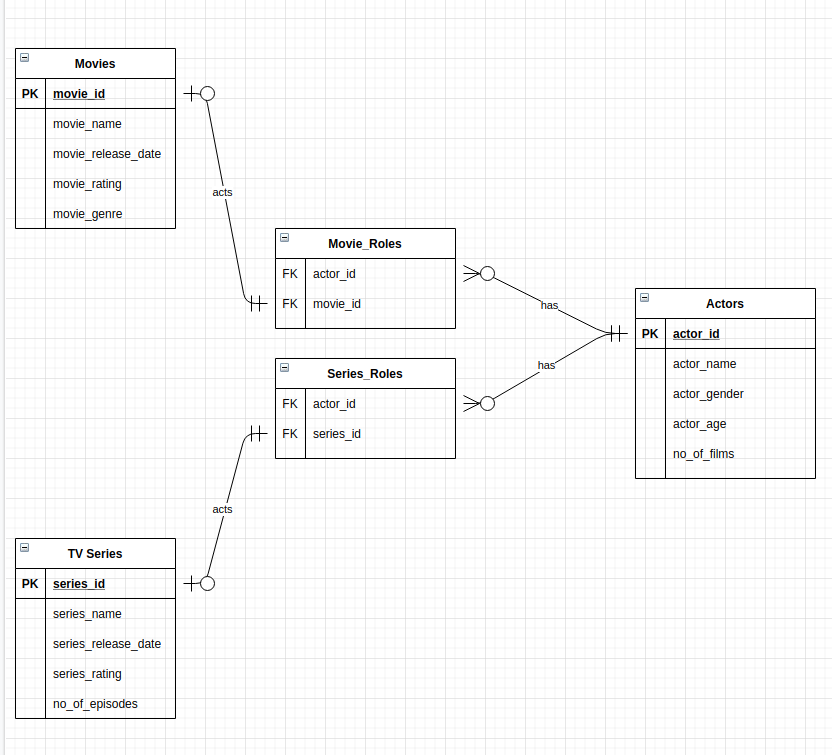 Movies
PK movie_id
movie_name
movie_release_date
movie_rating
movie_genre
acts
Movie_Roles
FK actor_id
FK movie_id
has
Actors
PK actor_id
actor_name
actor_gender
actor_age
no_of_films
Series_Roles
FK actor_id
FK series_id
has
acts
TV Series
PK series_id
series_name
series_release_date
series_rating
no_of_episodes